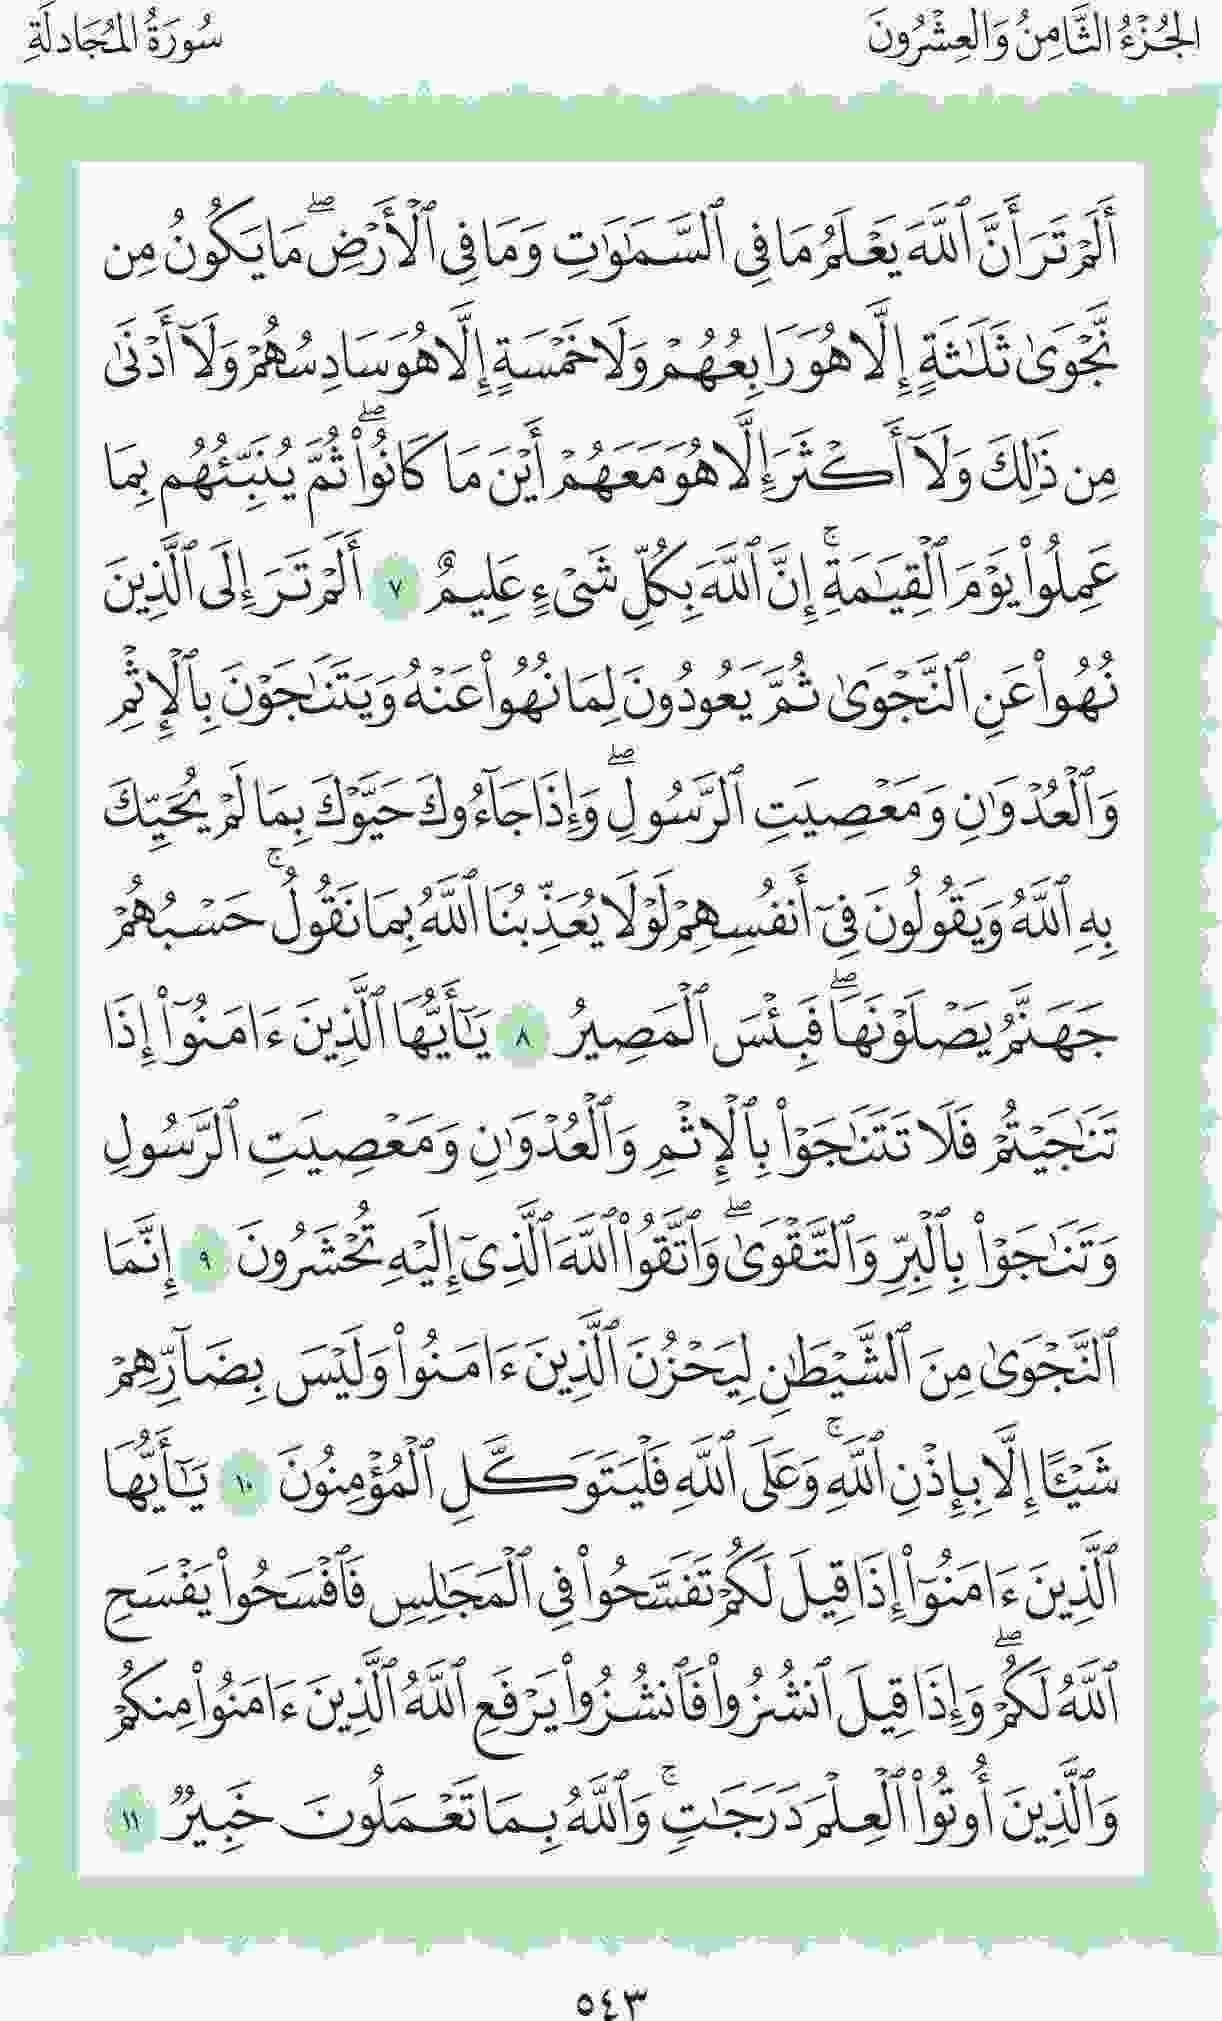 الجُزْءُ الثَّامِنُ وَالعِشْرُونَ
سُورَةُ المُجَادلَةِ
أَلَمْ تَرَ أَنَّ ٱللَّهَ يَعْلَمُ مَا فِى ٱلسَّمَٰوَٰتِ وَمَا فِى ٱلْأَرْضِ ۖ مَا يَكُونُ مِن
نَّجْوَىٰ ثَلَٰثَةٍ إِلَّا هُوَ رَابِعُهُمْ وَلَا خَمْسَةٍ إِلَّا هُوَ سَادِسُهُمْ وَلَآ أَدْنَىٰ
مِن ذَٰلِكَ وَلَآ أَكْثَرَ إِلَّا هُوَ مَعَهُمْ أَيْنَ مَا كَانُوا۟ ۖ ثُمَّ يُنَبِّئُهُم بِمَا
عَمِلُوا۟ يَوْمَ ٱلْقِيَٰمَةِ ۚ إِنَّ ٱللَّهَ بِكُلِّ شَىْءٍ عَلِيمٌ ٧ أَلَمْ تَرَ إِلَى ٱلَّذِينَ
نُهُوا۟ عَنِ ٱلنَّجْوَىٰ ثُمَّ يَعُودُونَ لِمَا نُهُوا۟ عَنْهُ وَيَتَنَٰجَوْنَ بِٱلْإِثْمِ
وَٱلْعُدْوَٰنِ وَمَعْصِيَتِ ٱلرَّسُولِ ۖ وَإِذَا جَآءُوكَ حَيَّوْكَ بِمَا لَمْ يُحَيِّكَ
بِهِ ٱللَّهُ وَيَقُولُونَ فِىٓ أَنفُسِهِمْ لَوْلَا يُعَذِّبُنَا ٱللَّهُ بِمَا نَقُولُ ۚ حَسْبُهُمْ
جَهَنَّمُ يَصْلَوْنَهَا ۖ فَبِئْسَ ٱلْمَصِيرُ ٨ يَٰٓأَيُّهَا ٱلَّذِينَ ءَامَنُوٓا۟ إِذَا
تَنَٰجَيْتُمْ فَلَا تَتَنَٰجَوْا۟ بِٱلْإِثْمِ وَٱلْعُدْوَٰنِ وَمَعْصِيَتِ ٱلرَّسُولِ
وَتَنَٰجَوْا۟ بِٱلْبِرِّ وَٱلتَّقْوَىٰ ۖ وَٱتَّقُوا۟ ٱللَّهَ ٱلَّذِىٓ إِلَيْهِ تُحْشَرُونَ ٩ إِنَّمَا
ٱلنَّجْوَىٰ مِنَ ٱلشَّيْطَٰنِ لِيَحْزُنَ ٱلَّذِينَ ءَامَنُوا۟ وَلَيْسَ بِضَآرِّهِمْ
شَيْـًٔا إِلَّا بِإِذْنِ ٱللَّهِ ۚ وَعَلَى ٱللَّهِ فَلْيَتَوَكَّلِ ٱلْمُؤْمِنُونَ ١٠ يَٰٓأَيُّهَا
ٱلَّذِينَ ءَامَنُوٓا۟ إِذَا قِيلَ لَكُمْ تَفَسَّحُوا۟ فِى ٱلْمَجَٰلِسِ فَٱفْسَحُوا۟ يَفْسَحِ
ٱللَّهُ لَكُمْ ۖ وَإِذَا قِيلَ ٱنشُزُوا۟ فَٱنشُزُوا۟ يَرْفَعِ ٱللَّهُ ٱلَّذِينَ ءَامَنُوا۟ مِنكُمْ
وَٱلَّذِينَ أُوتُوا۟ ٱلْعِلْمَ دَرَجَٰتٍ ۚ وَٱللَّهُ بِمَا تَعْمَلُونَ خَبِيرٌ ١١
٥٤٣